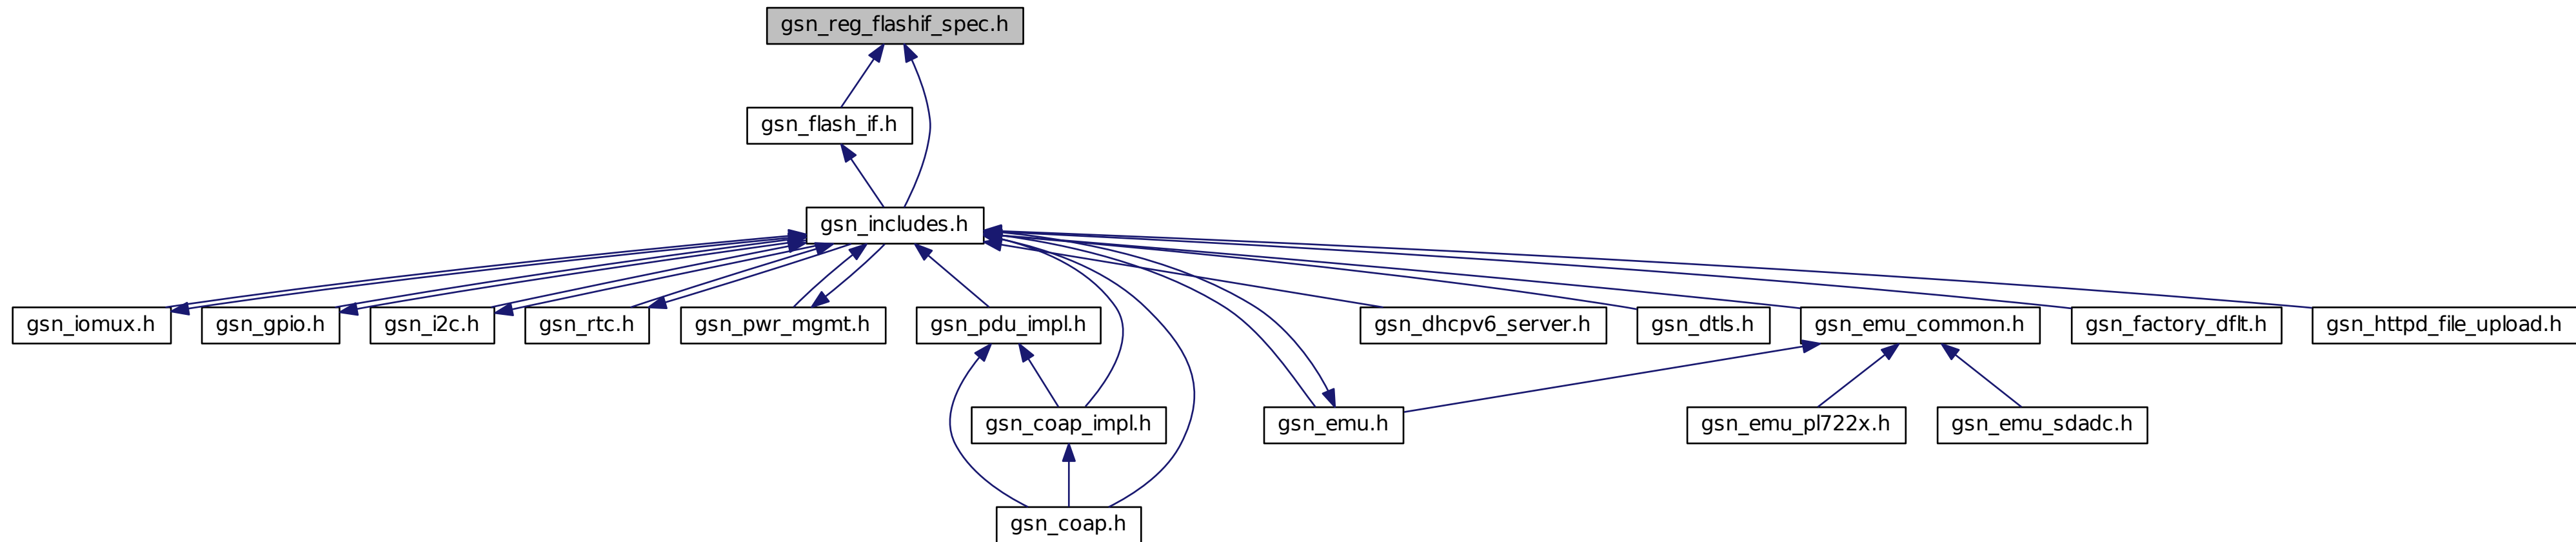 gsn_reg_flashif_spec.h
gsn_flash_if.h
gsn_includes.h
gsn_iomux.h
gsn_gpio.h
gsn_i2c.h
gsn_rtc.h
gsn_pwr_mgmt.h
gsn_pdu_impl.h
gsn_dhcpv6_server.h
gsn_dtls.h
gsn_emu_common.h
gsn_factory_dflt.h
gsn_httpd_file_upload.h
gsn_coap_impl.h
gsn_emu.h
gsn_emu_pl722x.h
gsn_emu_sdadc.h
gsn_coap.h